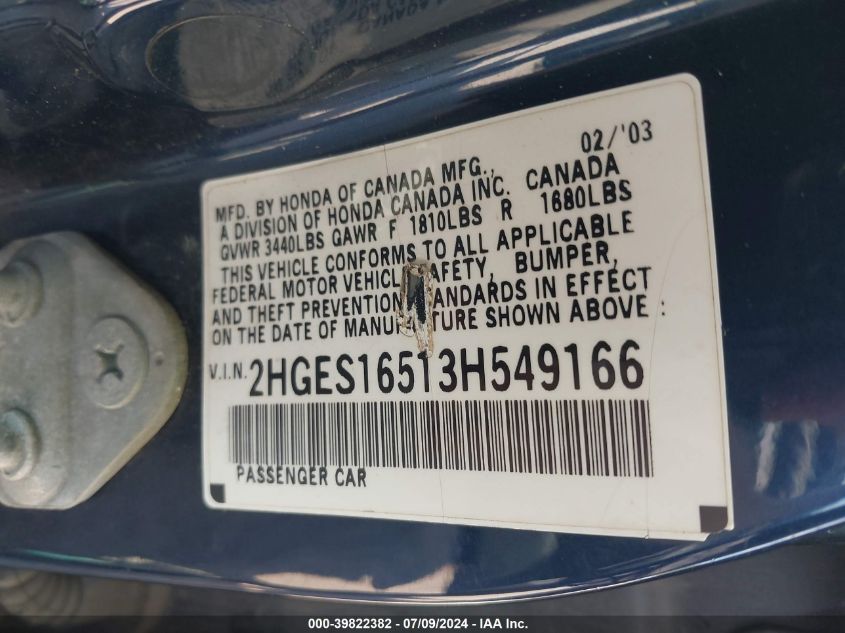 02/'03
MFD. BY HONDA OF CANADA MFG.,
A DIVISION OF HONDA CANADA INC. CANADA
GVWR 3440LBS GAWR F 1810LBS R 1680LBS
THIS VEHICLE CONFORMS TO ALL APPLICABLE
FEDERAL MOTOR VEHICLE SAFETY, BUMPER,
AND THEFT PREVENTION STANDARDS IN EFFECT
ON THE DATE OF MANUFACTURE SHOWN ABOVE :
V.I.N. 2HGES16513H549166
PASSENGER CAR
000-39822382 - 07/09/2024 - IAA Inc.